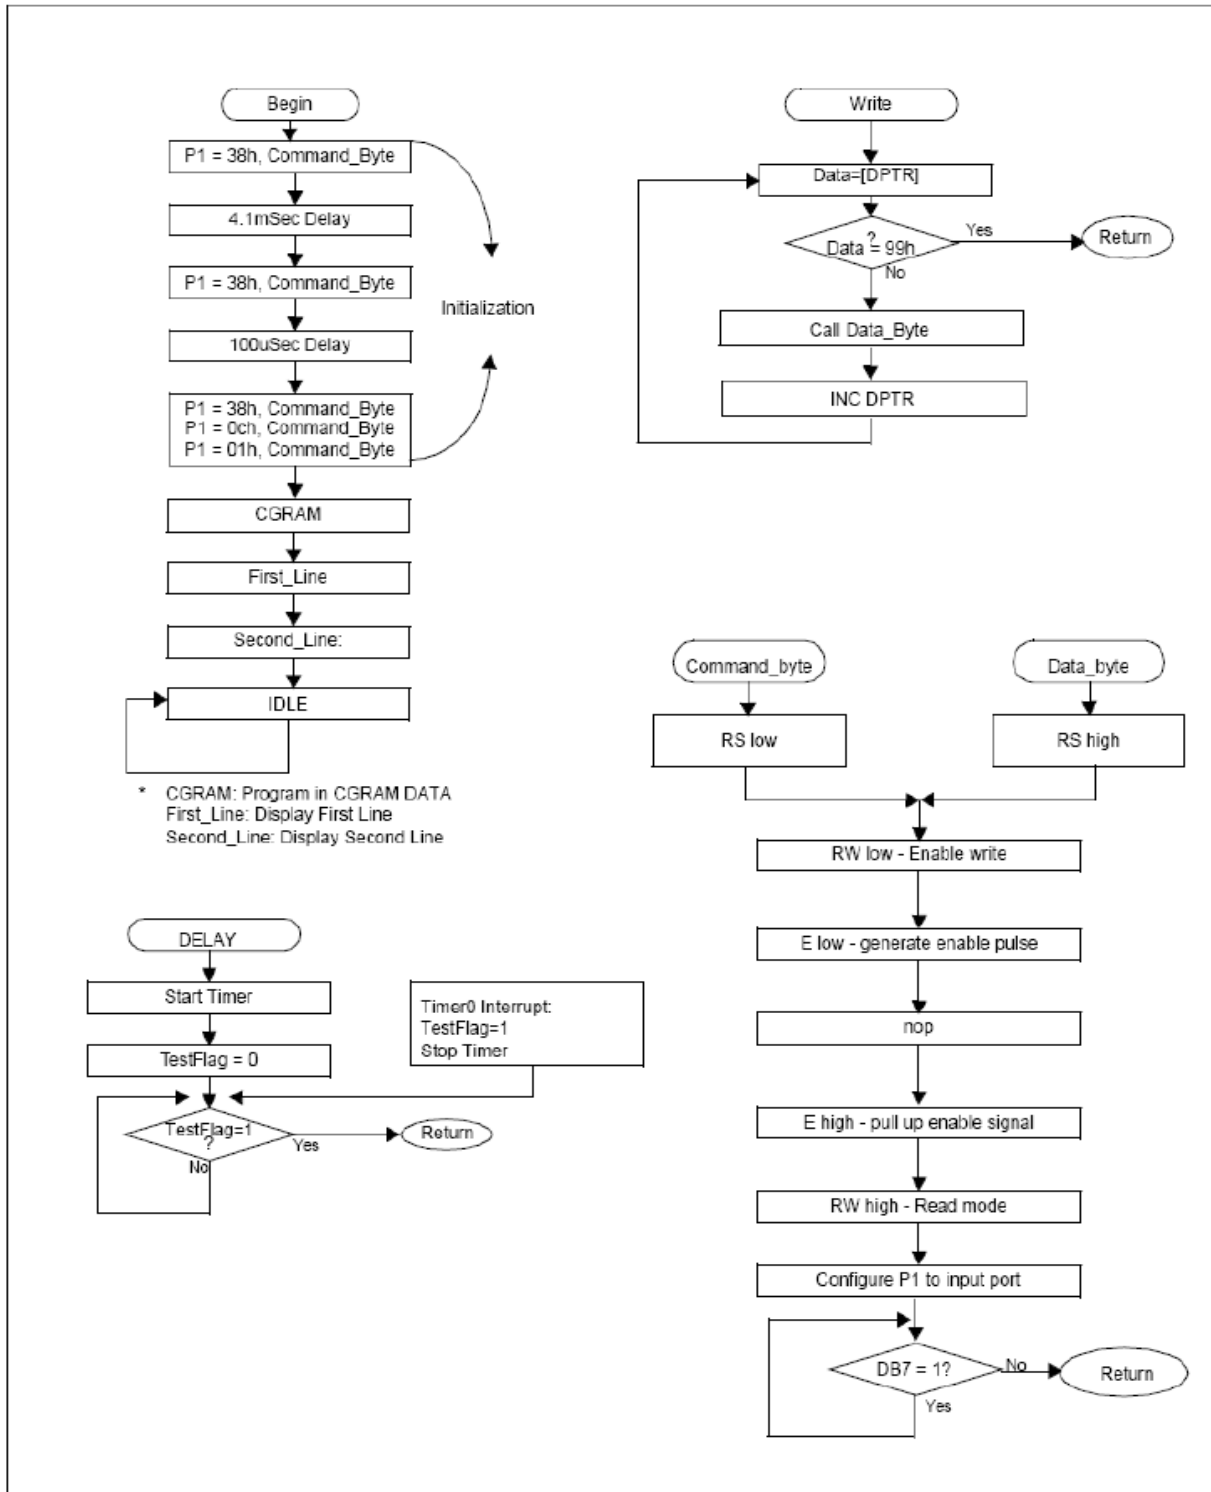 Begin
P1 = 38h, Command_Byte
4.1mSec Delay
P1 = 38h, Command_Byte
100uSec Delay
P1 = 38h, Command_Byte
P1 = 0ch, Command_Byte
P1 = 01h, Command_Byte
Initialization
CGRAM
First_Line
Second_Line:
IDLE
* CGRAM: Program in CGRAM DATA
First_Line: Display First Line
Second_Line: Display Second Line
Write
Data=[DPTR]
?
Data = 99h
Yes
Return
No
Call Data_Byte
INC DPTR
DELAY
Start Timer
TestFlag = 0
Timer0 Interrupt:
TestFlag=1
Stop Timer
TestFlag=1
?
Yes
Return
No
Command_byte
Data_byte
RS low
RS high
RW low - Enable write
E low - generate enable pulse
nop
E high - pull up enable signal
RW high - Read mode
Configure P1 to input port
DB7 = 1?
No
Return
Yes